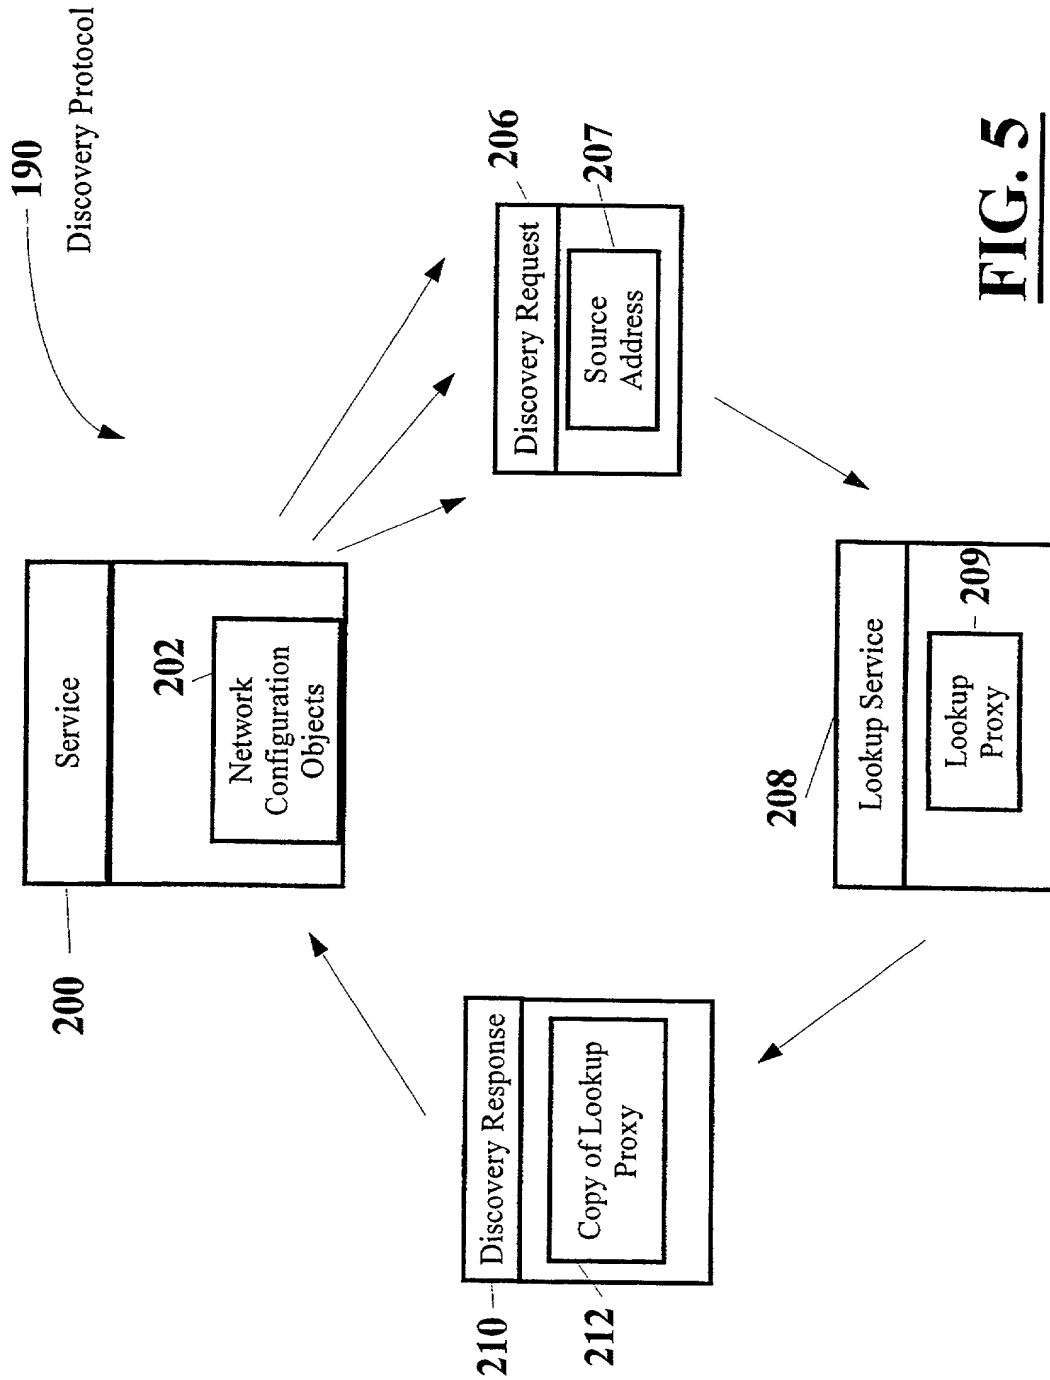 190
Discovery Protocol
200
Service
202
Network
Configuration
Objects
206
Discovery Request
207
Source
Address
208
Lookup Service
209
Lookup
Proxy
210
Discovery Response
212
Copy of Lookup
Proxy
FIG. 5